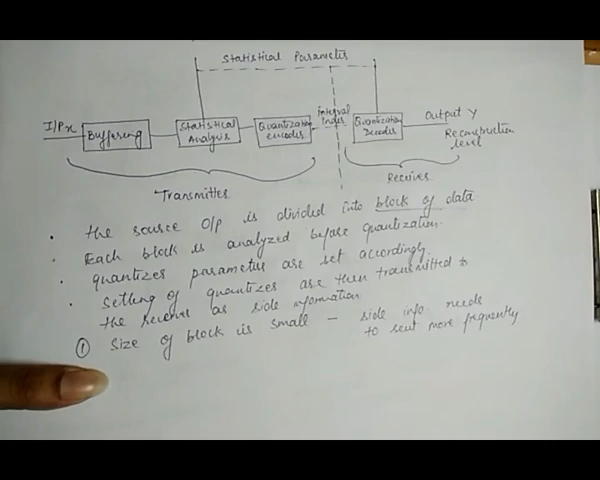 Statistical Parameter
I/P x
Buffering
Statistical
Analysis
Quantization
encoder
interval
Index
Quantization
Decoder
Output Y
Reconstruction
level
Transmitter
Receiver
. the source O/p is divided into block of data
. Each block is analyzed before quantization.
. quantizer parameter are set accordingly.
. Setting of quantizer are then transmitted to
the receiver as side information
① Size of block is small - side info needs
to sent more frequently